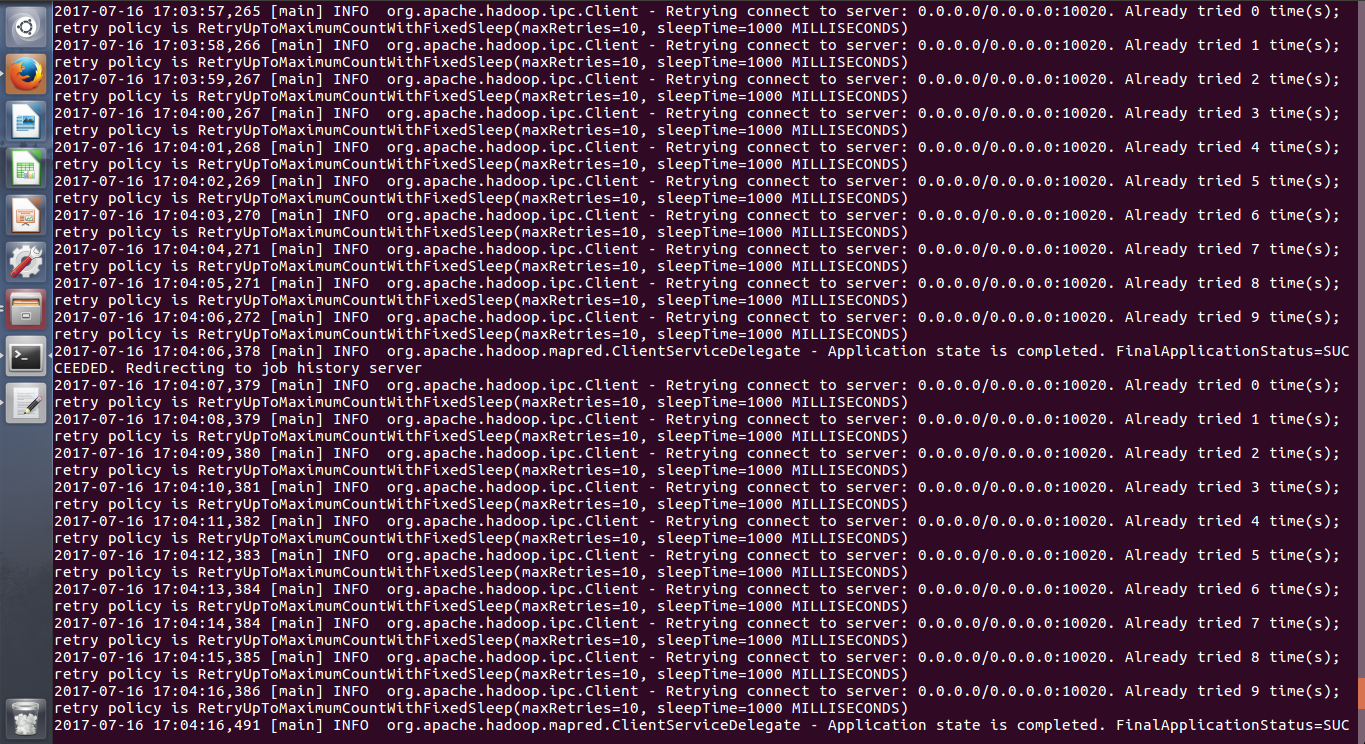 2017-07-16 17:03:57,265 [main] INFO  org.apache.hadoop.ipc.Client - Retrying connect to server: 0.0.0.0/0.0.0.0:10020. Already tried 0 time(s);
retry policy is RetryUpToMaximumCountWithFixedSleep(maxRetries=10, sleepTime=1000 MILLISECONDS)
2017-07-16 17:03:58,266 [main] INFO  org.apache.hadoop.ipc.Client - Retrying connect to server: 0.0.0.0/0.0.0.0:10020. Already tried 1 time(s);
retry policy is RetryUpToMaximumCountWithFixedSleep(maxRetries=10, sleepTime=1000 MILLISECONDS)
2017-07-16 17:03:59,267 [main] INFO  org.apache.hadoop.ipc.Client - Retrying connect to server: 0.0.0.0/0.0.0.0:10020. Already tried 2 time(s);
retry policy is RetryUpToMaximumCountWithFixedSleep(maxRetries=10, sleepTime=1000 MILLISECONDS)
2017-07-16 17:04:00,267 [main] INFO  org.apache.hadoop.ipc.Client - Retrying connect to server: 0.0.0.0/0.0.0.0:10020. Already tried 3 time(s);
retry policy is RetryUpToMaximumCountWithFixedSleep(maxRetries=10, sleepTime=1000 MILLISECONDS)
2017-07-16 17:04:01,268 [main] INFO  org.apache.hadoop.ipc.Client - Retrying connect to server: 0.0.0.0/0.0.0.0:10020. Already tried 4 time(s);
retry policy is RetryUpToMaximumCountWithFixedSleep(maxRetries=10, sleepTime=1000 MILLISECONDS)
2017-07-16 17:04:02,269 [main] INFO  org.apache.hadoop.ipc.Client - Retrying connect to server: 0.0.0.0/0.0.0.0:10020. Already tried 5 time(s);
retry policy is RetryUpToMaximumCountWithFixedSleep(maxRetries=10, sleepTime=1000 MILLISECONDS)
2017-07-16 17:04:03,270 [main] INFO  org.apache.hadoop.ipc.Client - Retrying connect to server: 0.0.0.0/0.0.0.0:10020. Already tried 6 time(s);
retry policy is RetryUpToMaximumCountWithFixedSleep(maxRetries=10, sleepTime=1000 MILLISECONDS)
2017-07-16 17:04:04,271 [main] INFO  org.apache.hadoop.ipc.Client - Retrying connect to server: 0.0.0.0/0.0.0.0:10020. Already tried 7 time(s);
retry policy is RetryUpToMaximumCountWithFixedSleep(maxRetries=10, sleepTime=1000 MILLISECONDS)
2017-07-16 17:04:05,271 [main] INFO  org.apache.hadoop.ipc.Client - Retrying connect to server: 0.0.0.0/0.0.0.0:10020. Already tried 8 time(s);
retry policy is RetryUpToMaximumCountWithFixedSleep(maxRetries=10, sleepTime=1000 MILLISECONDS)
2017-07-16 17:04:06,272 [main] INFO  org.apache.hadoop.ipc.Client - Retrying connect to server: 0.0.0.0/0.0.0.0:10020. Already tried 9 time(s);
retry policy is RetryUpToMaximumCountWithFixedSleep(maxRetries=10, sleepTime=1000 MILLISECONDS)
2017-07-16 17:04:06,378 [main] INFO  org.apache.hadoop.mapred.ClientServiceDelegate - Application state is completed. FinalApplicationStatus=SUC
CEEDED. Redirecting to job history server
2017-07-16 17:04:07,379 [main] INFO  org.apache.hadoop.ipc.Client - Retrying connect to server: 0.0.0.0/0.0.0.0:10020. Already tried 0 time(s);
retry policy is RetryUpToMaximumCountWithFixedSleep(maxRetries=10, sleepTime=1000 MILLISECONDS)
2017-07-16 17:04:08,379 [main] INFO  org.apache.hadoop.ipc.Client - Retrying connect to server: 0.0.0.0/0.0.0.0:10020. Already tried 1 time(s);
retry policy is RetryUpToMaximumCountWithFixedSleep(maxRetries=10, sleepTime=1000 MILLISECONDS)
2017-07-16 17:04:09,380 [main] INFO  org.apache.hadoop.ipc.Client - Retrying connect to server: 0.0.0.0/0.0.0.0:10020. Already tried 2 time(s);
retry policy is RetryUpToMaximumCountWithFixedSleep(maxRetries=10, sleepTime=1000 MILLISECONDS)
2017-07-16 17:04:10,381 [main] INFO  org.apache.hadoop.ipc.Client - Retrying connect to server: 0.0.0.0/0.0.0.0:10020. Already tried 3 time(s);
retry policy is RetryUpToMaximumCountWithFixedSleep(maxRetries=10, sleepTime=1000 MILLISECONDS)
2017-07-16 17:04:11,382 [main] INFO  org.apache.hadoop.ipc.Client - Retrying connect to server: 0.0.0.0/0.0.0.0:10020. Already tried 4 time(s);
retry policy is RetryUpToMaximumCountWithFixedSleep(maxRetries=10, sleepTime=1000 MILLISECONDS)
2017-07-16 17:04:12,383 [main] INFO  org.apache.hadoop.ipc.Client - Retrying connect to server: 0.0.0.0/0.0.0.0:10020. Already tried 5 time(s);
retry policy is RetryUpToMaximumCountWithFixedSleep(maxRetries=10, sleepTime=1000 MILLISECONDS)
2017-07-16 17:04:13,384 [main] INFO  org.apache.hadoop.ipc.Client - Retrying connect to server: 0.0.0.0/0.0.0.0:10020. Already tried 6 time(s);
retry policy is RetryUpToMaximumCountWithFixedSleep(maxRetries=10, sleepTime=1000 MILLISECONDS)
2017-07-16 17:04:14,384 [main] INFO  org.apache.hadoop.ipc.Client - Retrying connect to server: 0.0.0.0/0.0.0.0:10020. Already tried 7 time(s);
retry policy is RetryUpToMaximumCountWithFixedSleep(maxRetries=10, sleepTime=1000 MILLISECONDS)
2017-07-16 17:04:15,385 [main] INFO  org.apache.hadoop.ipc.Client - Retrying connect to server: 0.0.0.0/0.0.0.0:10020. Already tried 8 time(s);
retry policy is RetryUpToMaximumCountWithFixedSleep(maxRetries=10, sleepTime=1000 MILLISECONDS)
2017-07-16 17:04:16,386 [main] INFO  org.apache.hadoop.ipc.Client - Retrying connect to server: 0.0.0.0/0.0.0.0:10020. Already tried 9 time(s);
retry policy is RetryUpToMaximumCountWithFixedSleep(maxRetries=10, sleepTime=1000 MILLISECONDS)
2017-07-16 17:04:16,491 [main] INFO  org.apache.hadoop.mapred.ClientServiceDelegate - Application state is completed. FinalApplicationStatus=SUC